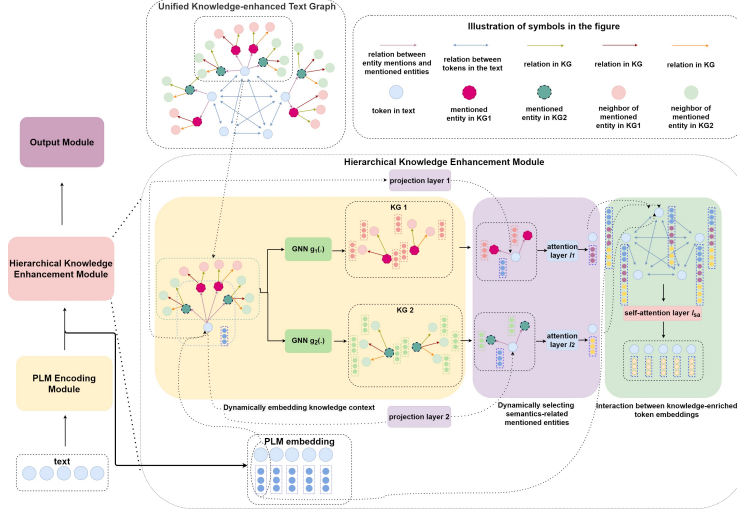 Unified Knowledge-enhanced Text Graph
Illustration of symbols in the figure
relation between
entity mentions and
mentioned entities
relation between
tokens in the text
relation in KG
relation in KG
relation in KG
token in text
mentioned
entity in KG1
mentioned
entity in KG2
neighbor of
mentioned
entity in KG1
neighbor of
mentioned
entity in KG2
Output Module
Hierarchical Knowledge
Enhancement Module
PLM Encoding
Module
text
Hierarchical Knowledge Enhancement Module
projection layer 1
KG 1
GNN g₁(.)
attention
layer l1
GNN g₂(.)
KG 2
attention
layer l2
self-attention layer lsa
Dynamically embedding knowledge context
projection layer 2
Dynamically selecting
semantics-related
mentioned entities
Interaction between knowledge-enriched
token embeddings
PLM embedding